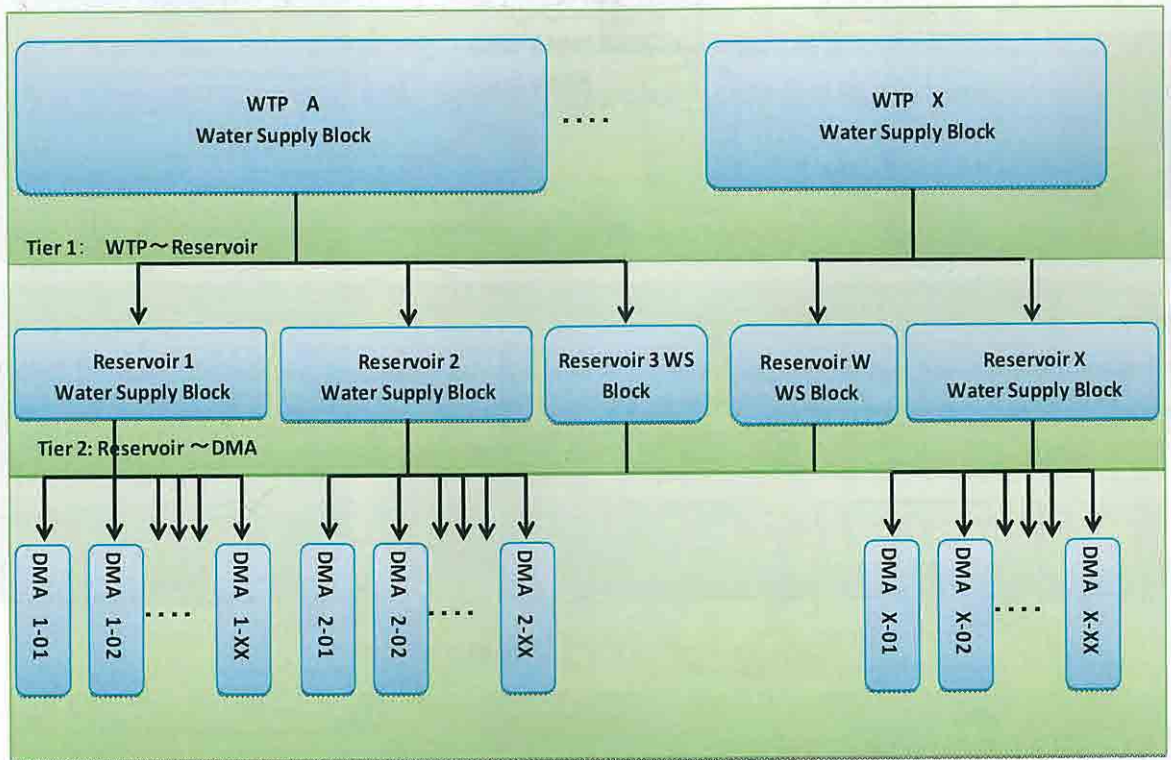 WTP A
Water Supply Block
....
WTP X
Water Supply Block
Tier 1: WTP～Reservoir
Reservoir 1
Water Supply Block
Reservoir 2
Water Supply Block
Reservoir 3 WS
Block
Reservoir W
WS Block
Reservoir X
Water Supply Block
Tier 2: Reservoir ～DMA
DMA 1-01
DMA 1-02
....
DMA 1-XX
DMA 2-01
DMA 2-02
....
DMA 2-XX
DMA X-01
DMA X-02
....
DMA X-XX